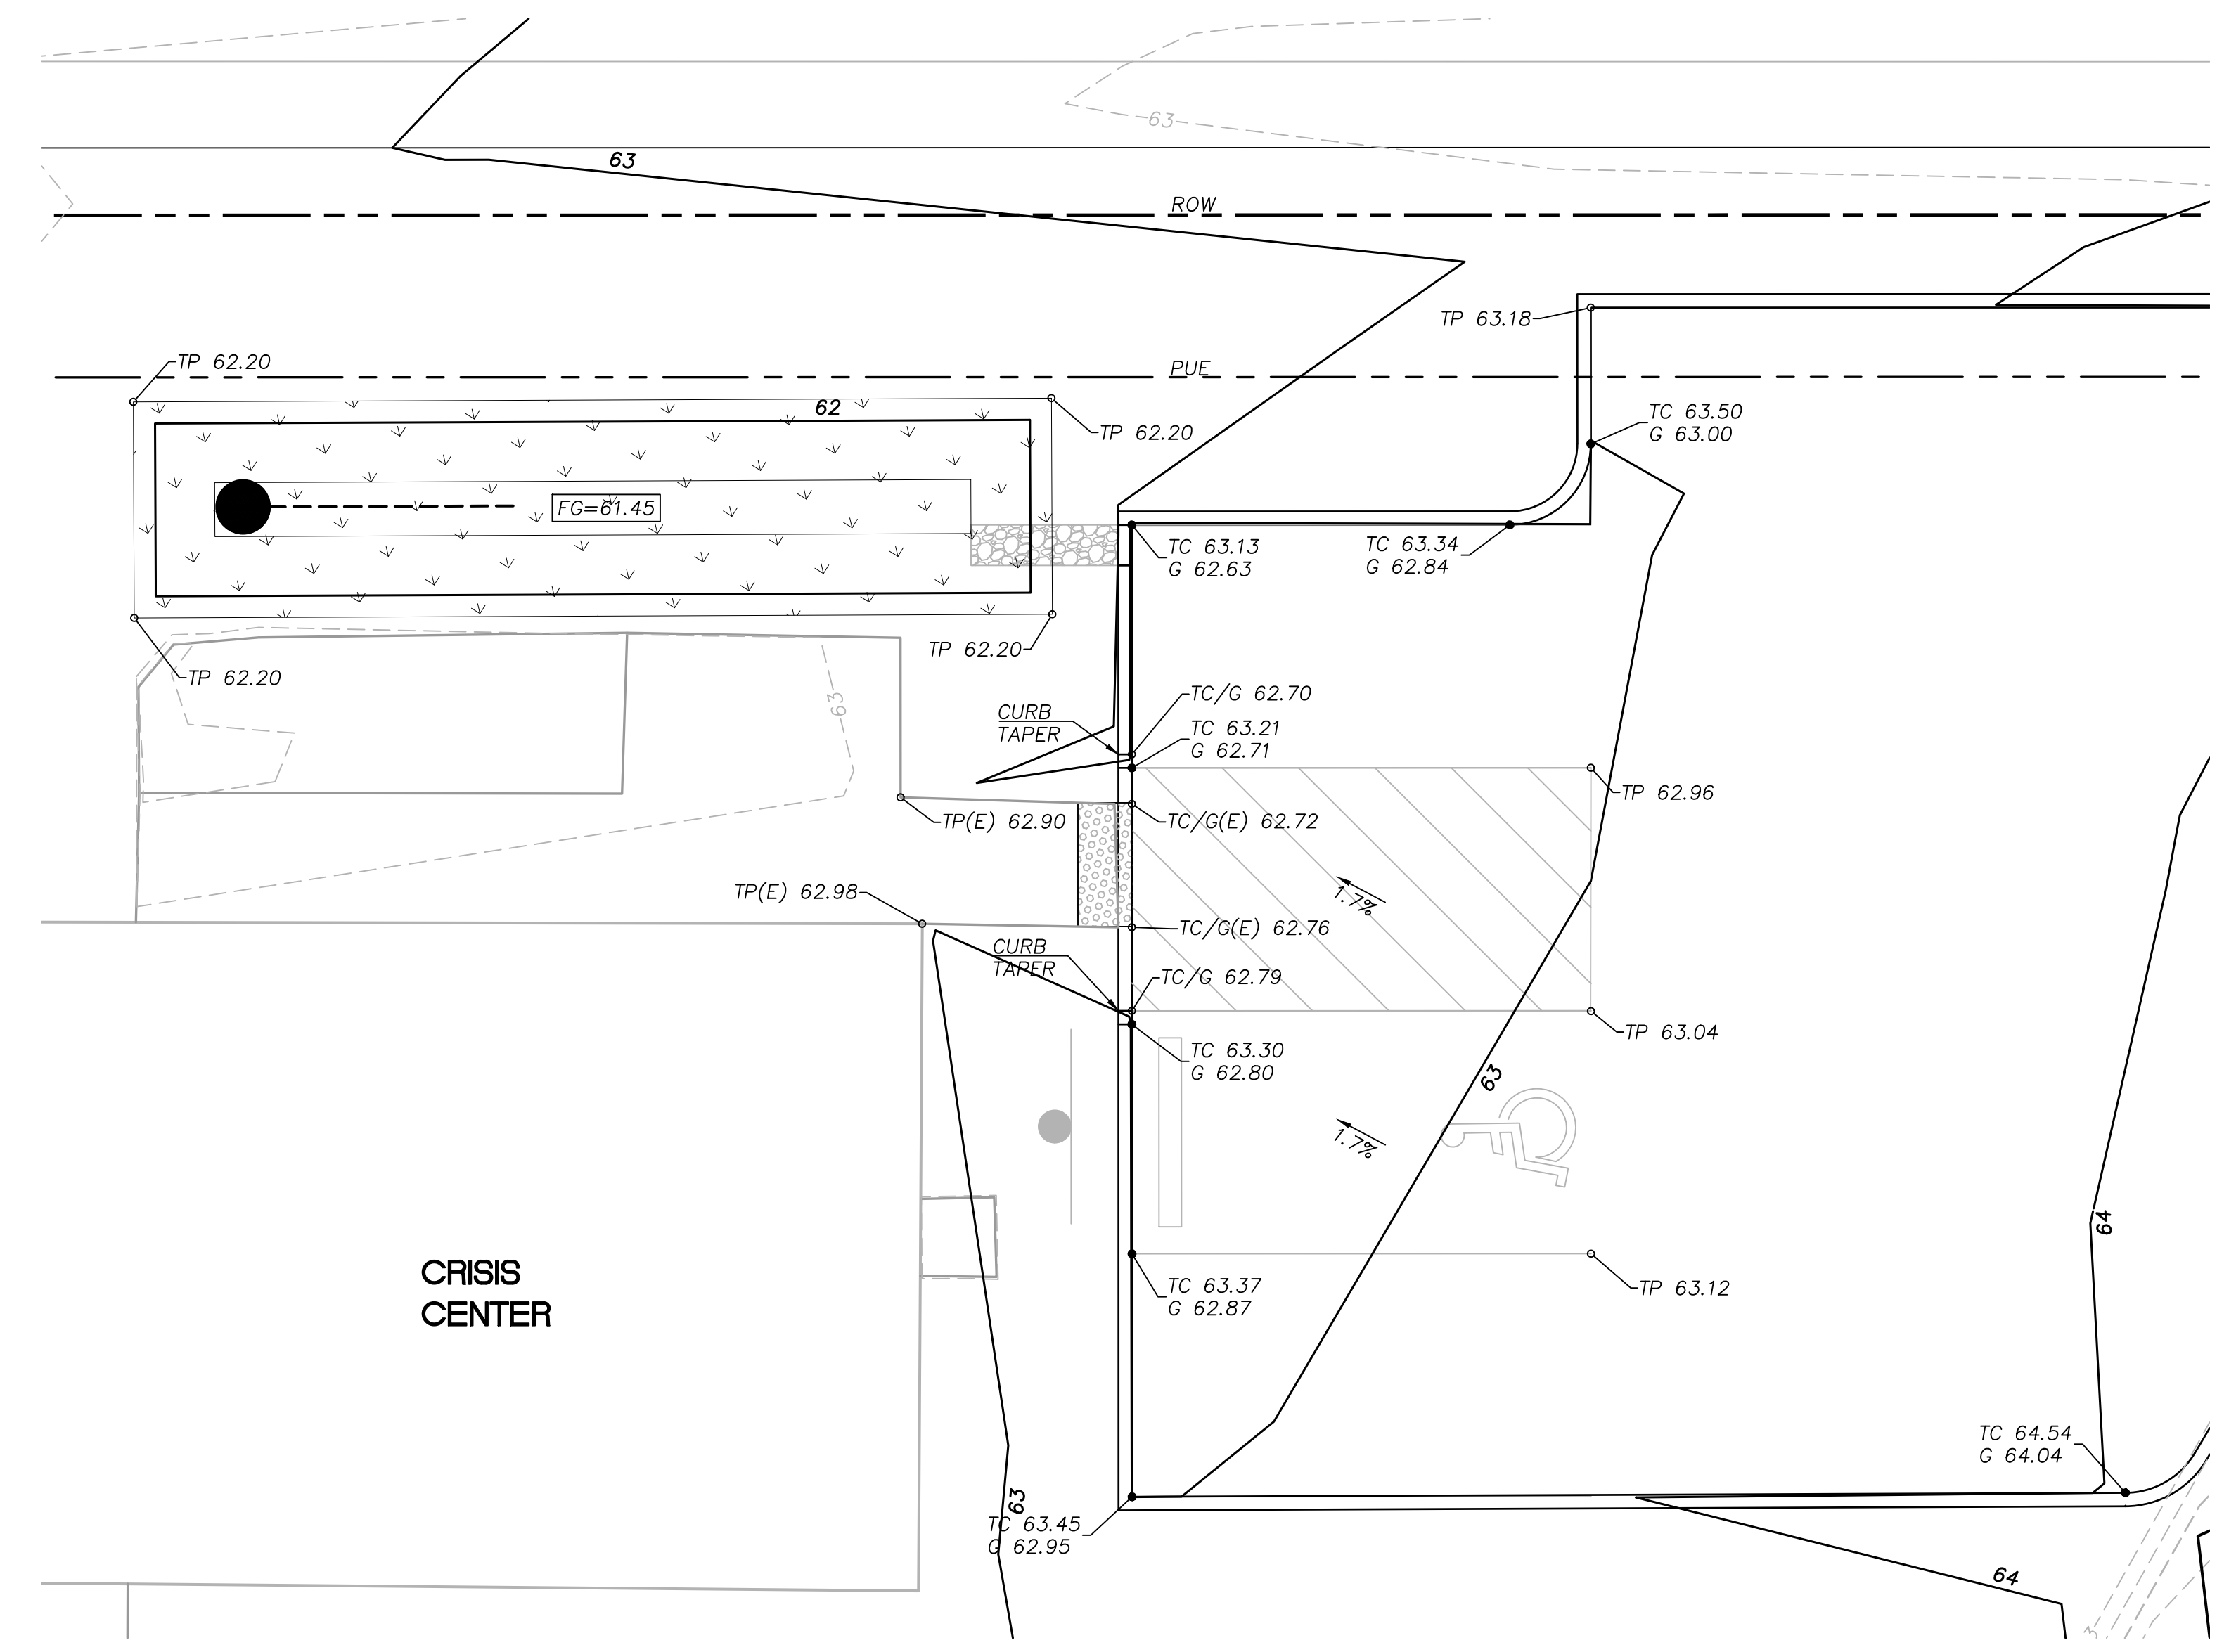 63
63
ROW
TP 63.18
TP 62.20
PUE
62
TP 62.20
TC 63.50
G 63.00
FG=61.45
TC 63.13
G 62.63
TC 63.34
G 62.84
TP 62.20
TP 62.20
63
CURB
TAPER
TC/G 62.70
TC 63.21
G 62.71
TP 62.96
TP(E) 62.90
TC/G(E) 62.72
TP(E) 62.98
1.7%
TC/G(E) 62.76
CURB
TAPER
TC/G 62.79
TP 63.04
TC 63.30
G 62.80
63
1.7%
64
CRISIS
CENTER
TC 63.37
G 62.87
TP 63.12
TC 64.54
G 64.04
63
TC 63.45
G 62.95
64